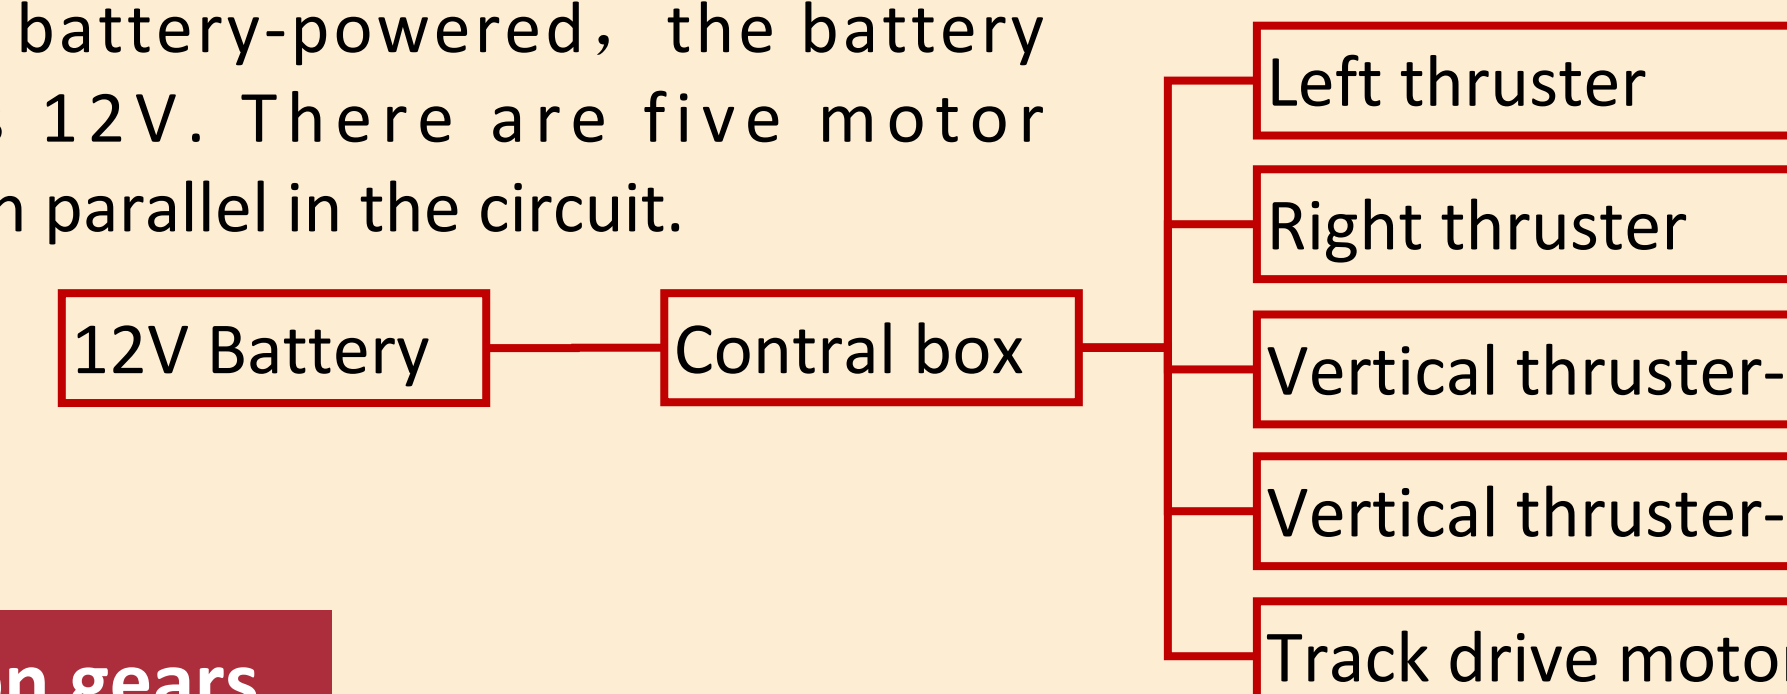 battery-powered，the battery
12V. There are five motor
parallel in the circuit.
12V Battery
Contral box
Left thruster
Right thruster
Vertical thruster-
Vertical thruster-
Track drive moto
gears